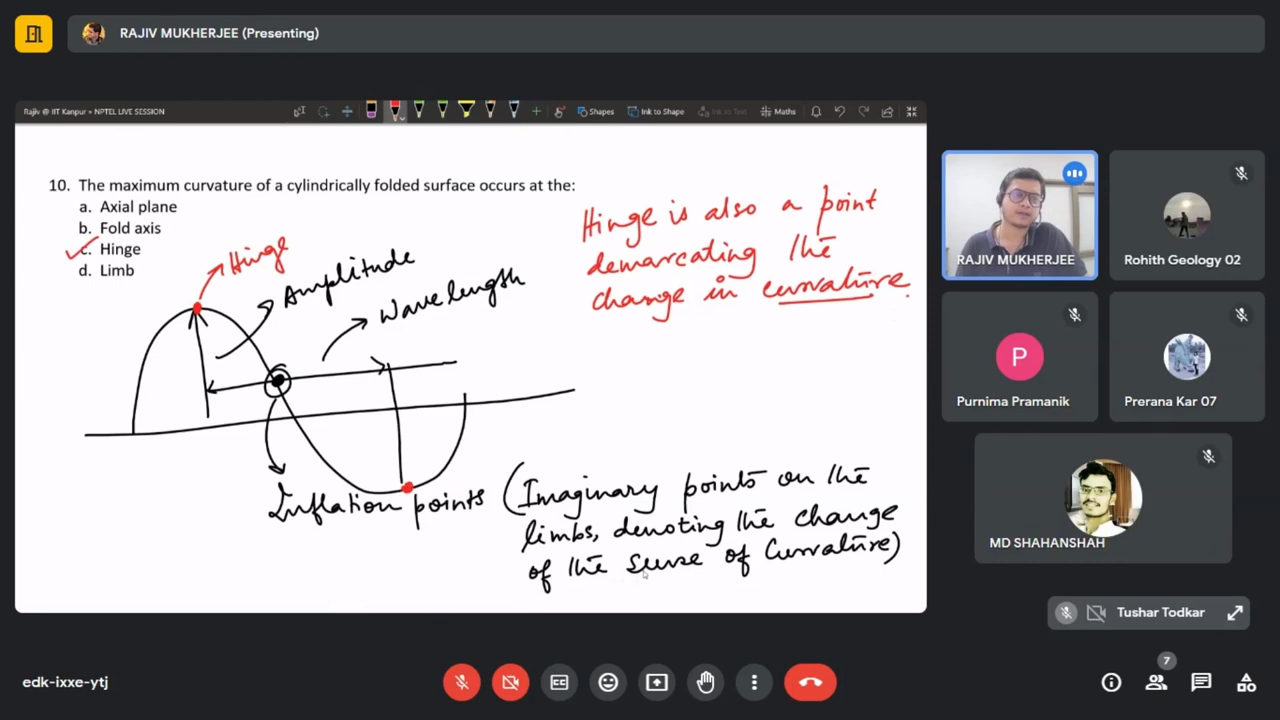 RAJIV MUKHERJEE (Presenting)
Rajiv @ IIT Kanpur • NPTEL LIVE SESSION
Shapes
Ink to Shape
Ink to Text
Maths
10. The maximum curvature of a cylindrically folded surface occurs at the:
a. Axial plane
b. Fold axis
c. Hinge
d. Limb
Hinge
Amplitude
Wavelength
Hinge is also a point
demarcating the
change in curvature.
Inflation points (Imaginary points on the
limbs, denoting the change
of the sense of Curvature)
RAJIV MUKHERJEE
Rohith Geology 02
P
Purnima Pramanik
Prerana Kar 07
MD SHAHANSHAH
Tushar Todkar
edk-ixxe-ytj
7